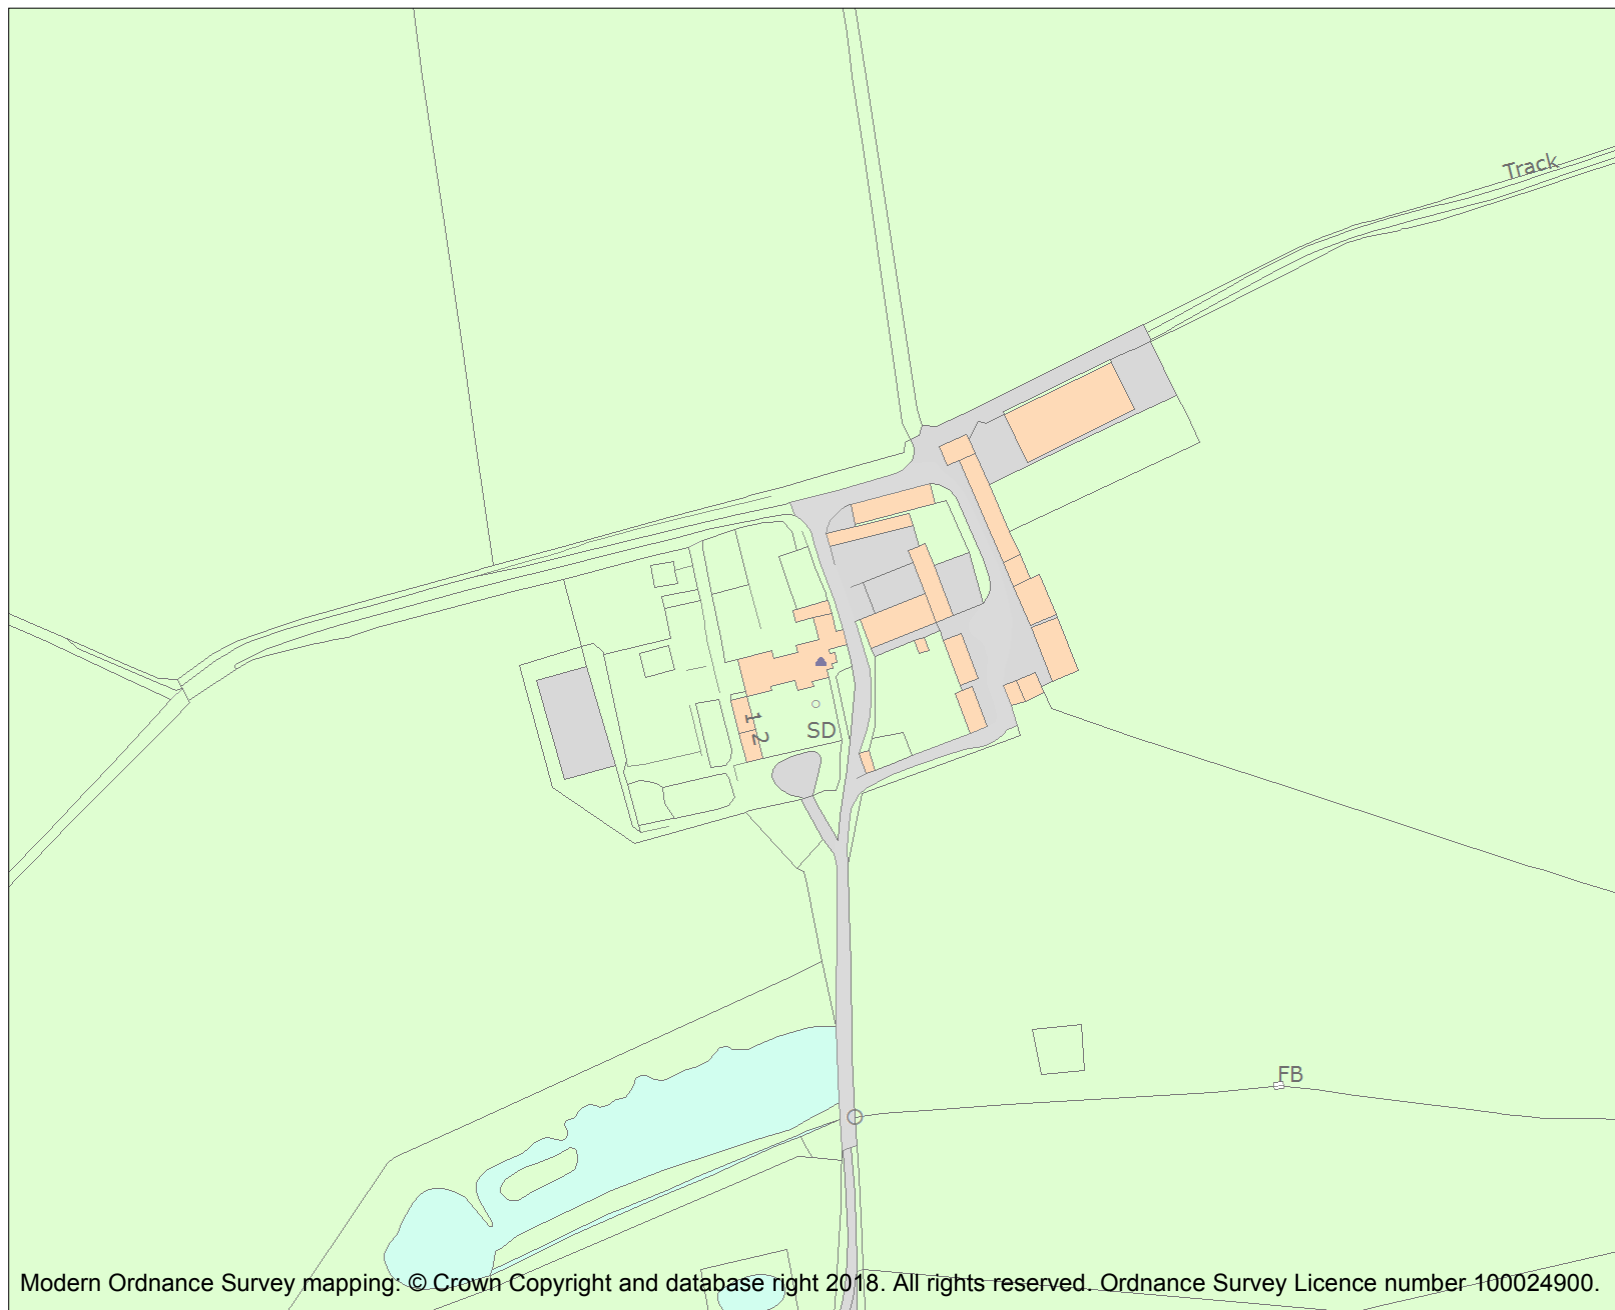 Track
1
2
SD
FB
Modern Ordnance Survey mapping: © Crown Copyright and database right 2018. All rights reserved. Ordnance Survey Licence number 100024900.